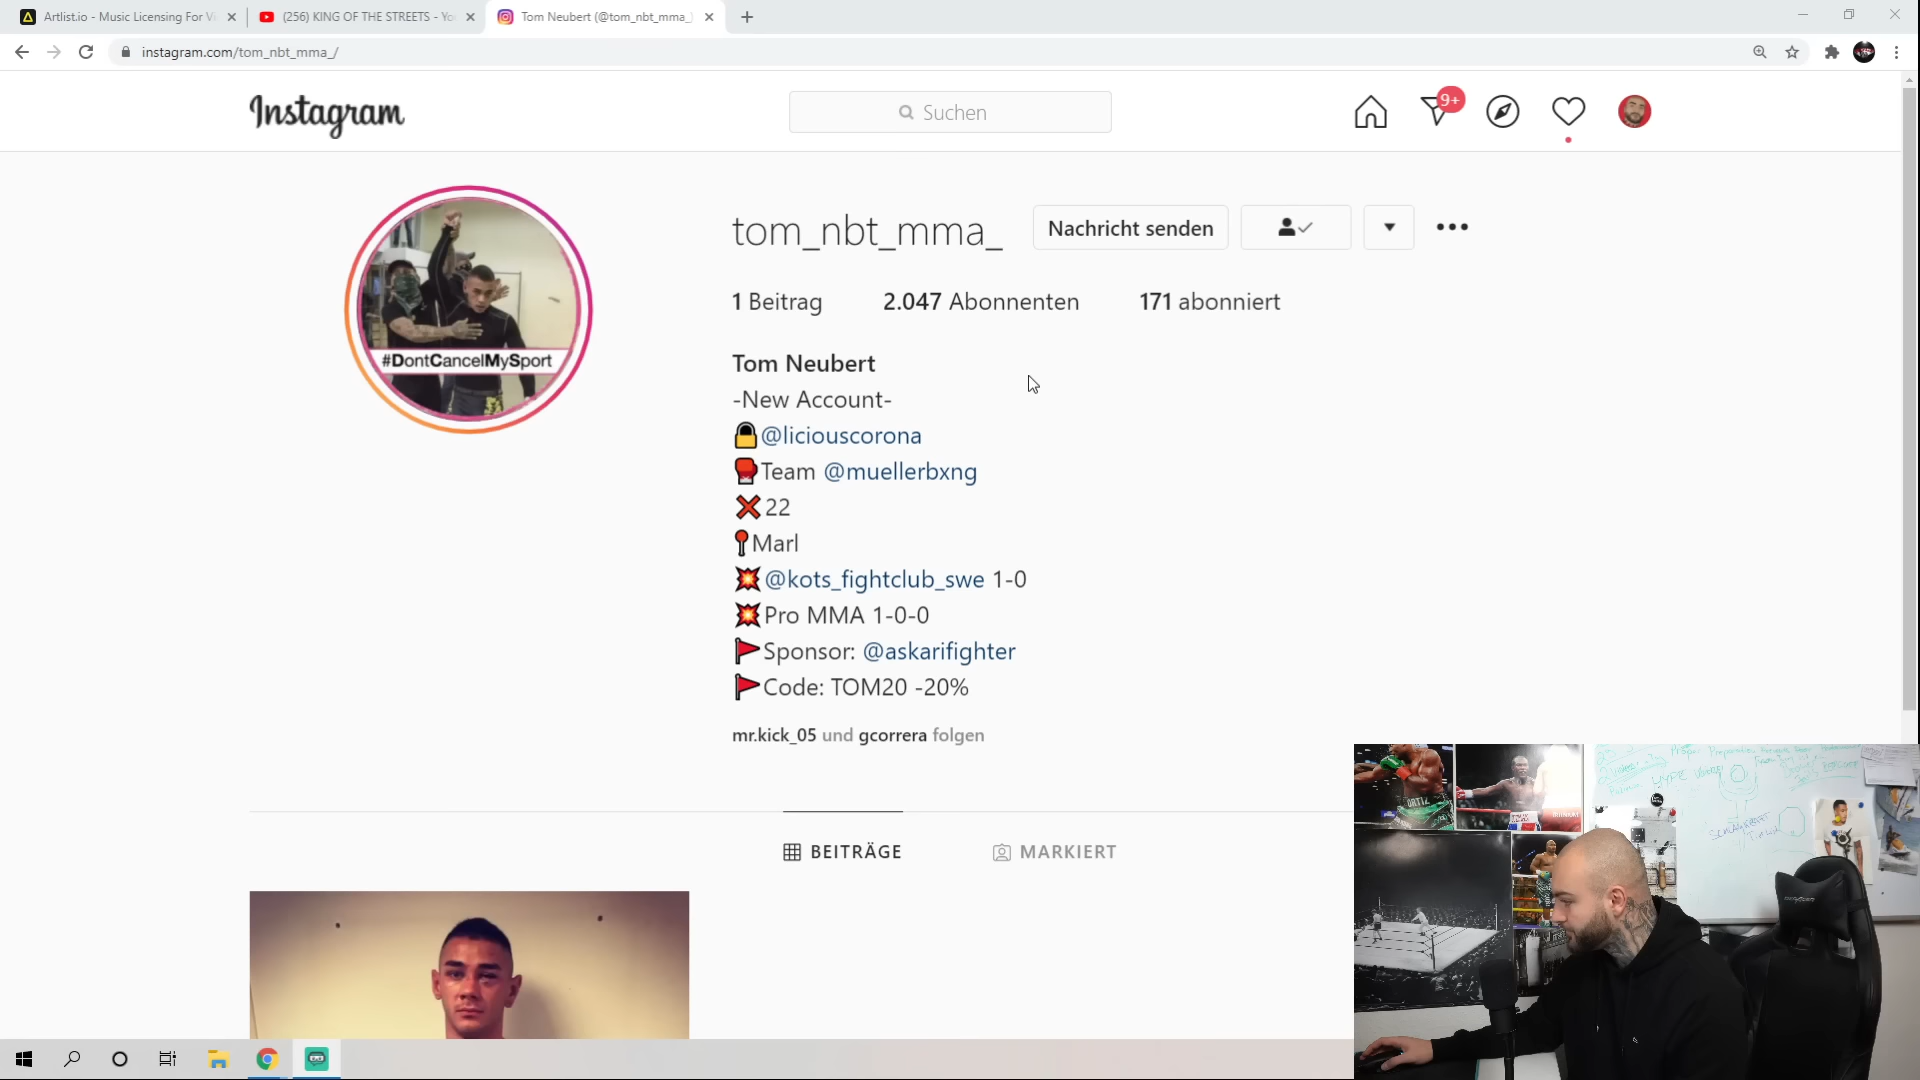 Artlist.io - Music Licensing For Vi
(256) KING OF THE STREETS - Yo
Tom Neubert (@tom_nbt_mma_)
instagram.com/tom_nbt_mma_/
Instagram
Suchen
9+
tom_nbt_mma_
Nachricht senden
1 Beitrag
2.047 Abonnenten
171 abonniert
#DontCancelMySport
Tom Neubert
-New Account-
@liciouscorona
Team @muellerbxng
22
Marl
@kots_fightclub_swe 1-0
Pro MMA 1-0-0
Sponsor: @askarifighter
Code: TOM20 -20%
mr.kick_05 und gcorrera folgen
BEITRÄGE
MARKIERT
ORTIZ